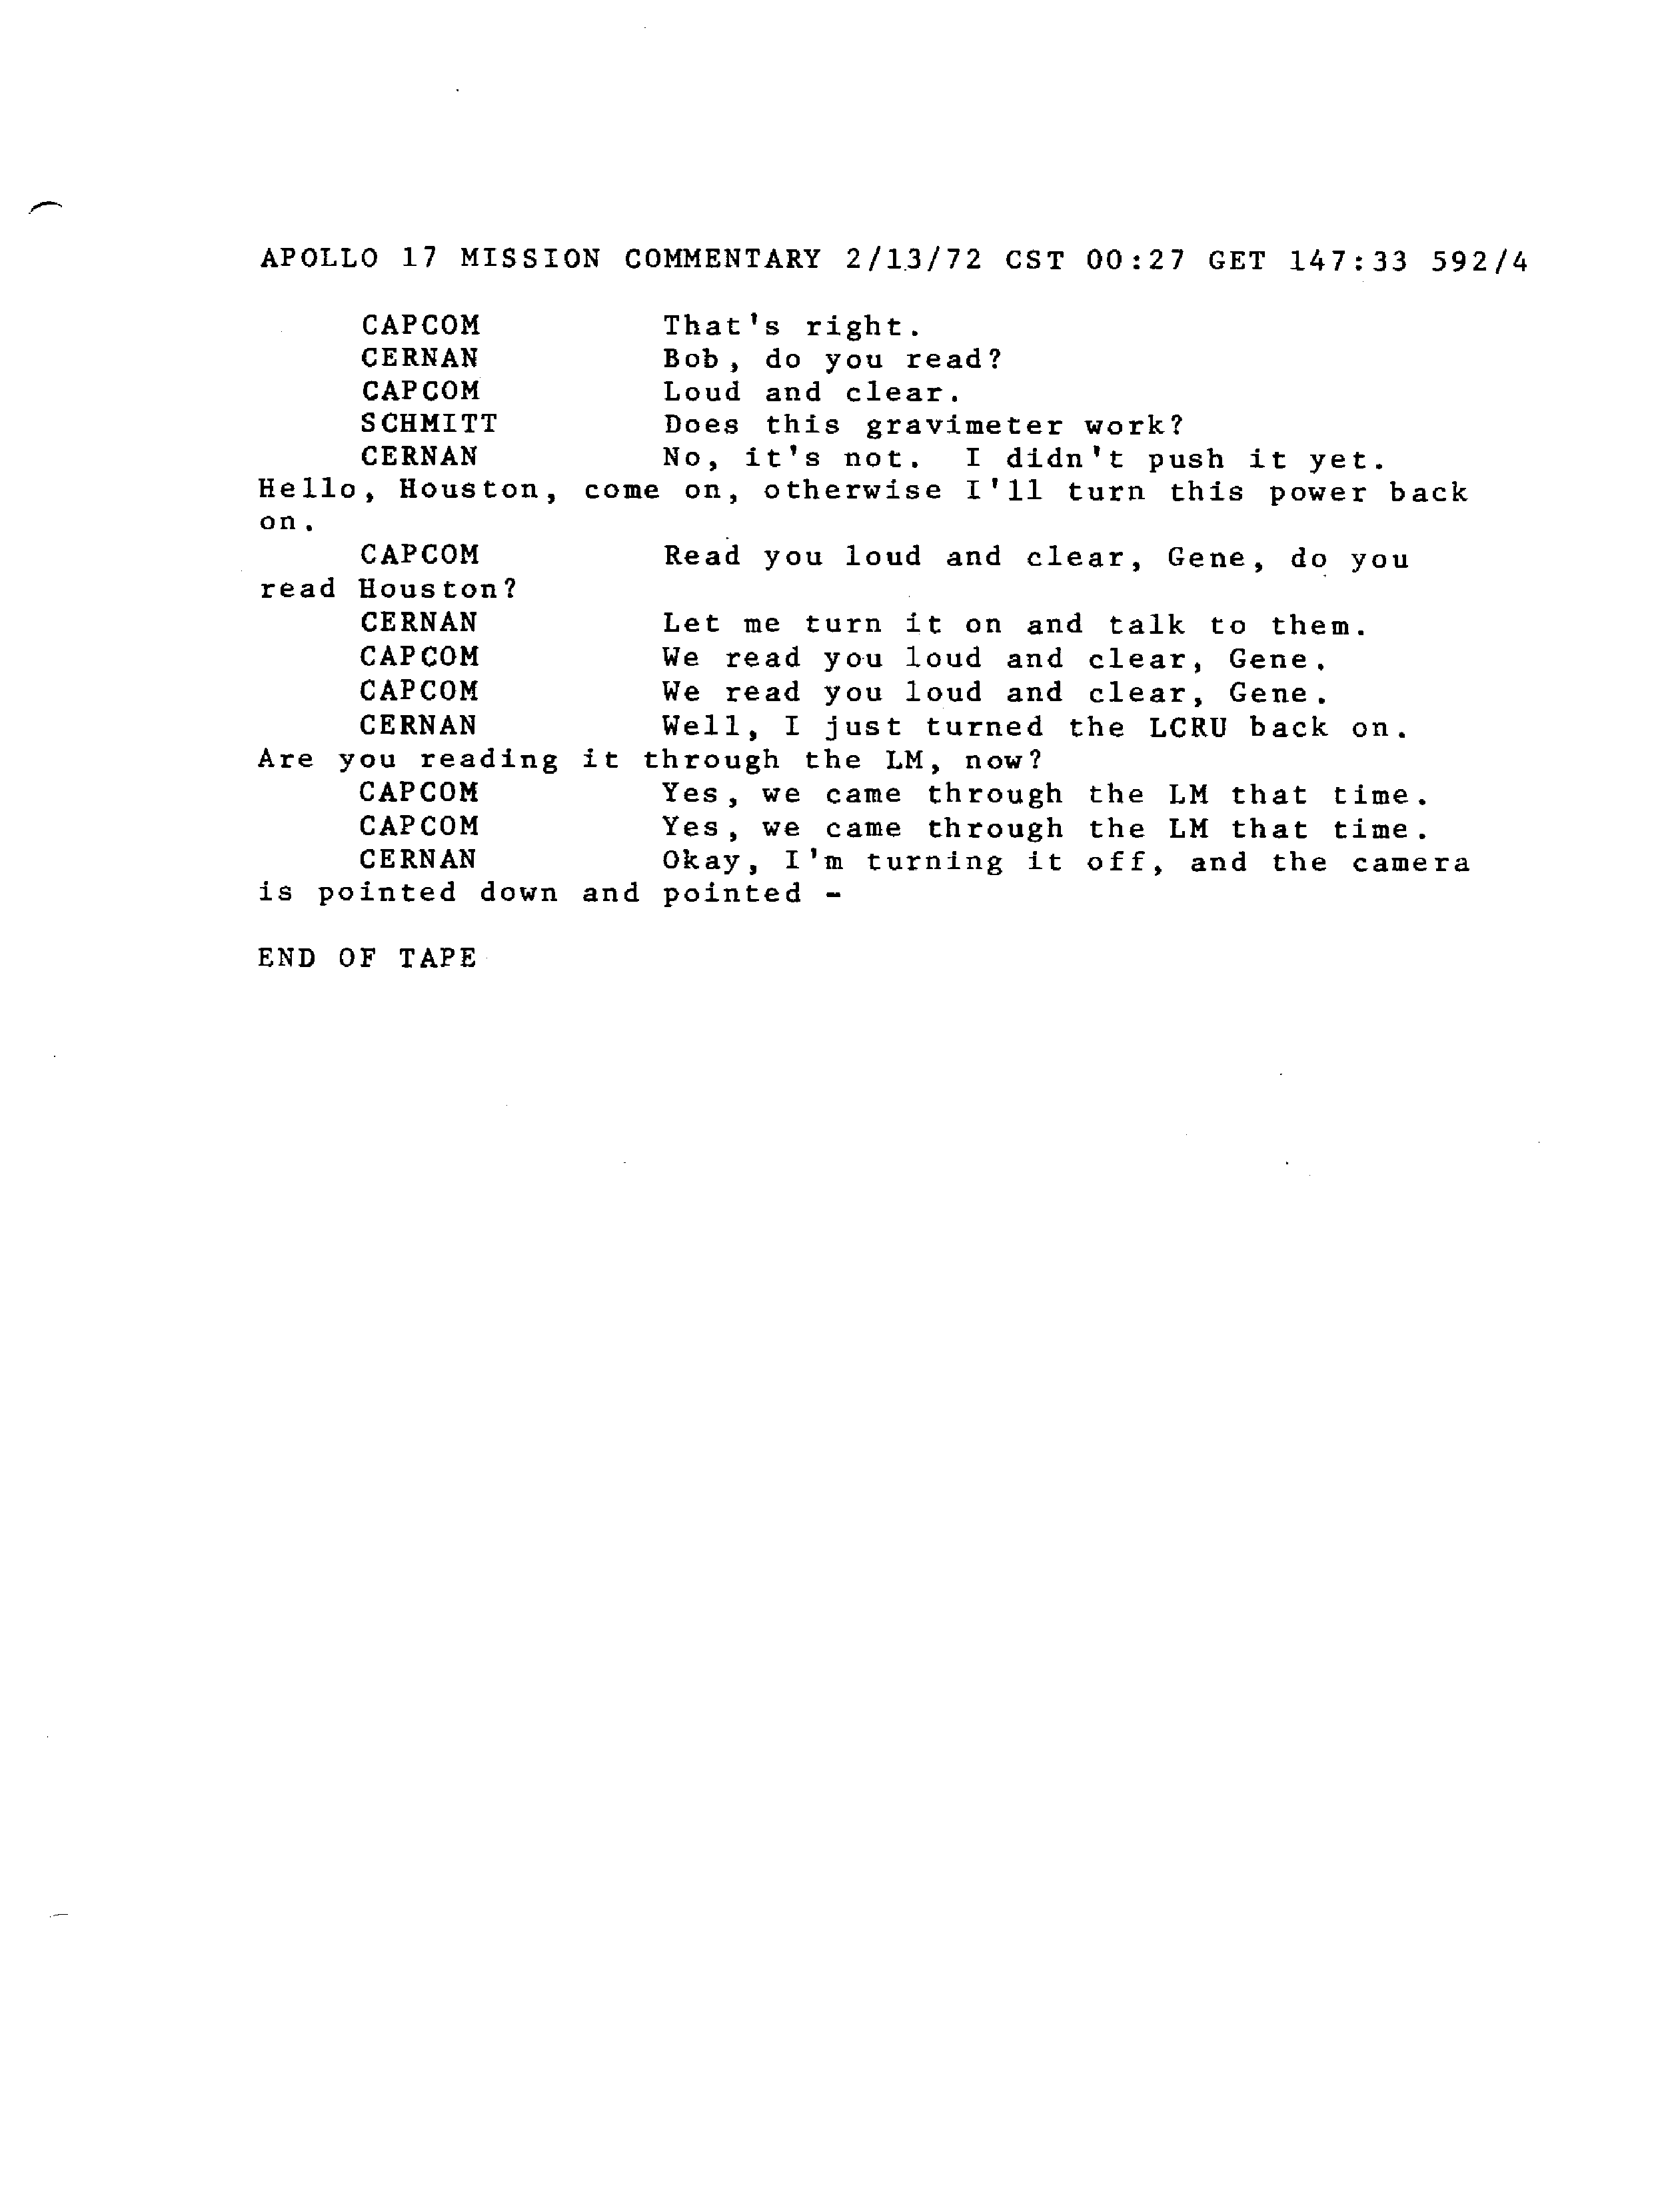 APOLLO 17 MISSION COMMENTARY 2/13/72 CST 00:27 GET 147:33 592/4
CAPCOM That's right.
CERNAN Bob, do you read?
CAPCOM Loud and clear.
SCHMITT Does this gravimeter work?
CERNAN No, it's not. I didn't push it yet.
Hello, Houston, come on, otherwise I'll turn this power back
on.
CAPCOM Read you loud and clear, Gene, do you
read Houston?
CERNAN Let me turn it on and talk to them.
CAPCOM We read you loud and clear, Gene.
CAPCOM We read you loud and clear, Gene.
CERNAN Well, I just turned the LCRU back on.
Are you reading it through the LM, now?
CAPCOM Yes, we came through the LM that time.
CAPCOM Yes, we came through the LM that time.
CERNAN Okay, I'm turning it off, and the camera
is pointed down and pointed -
END OF TAPE